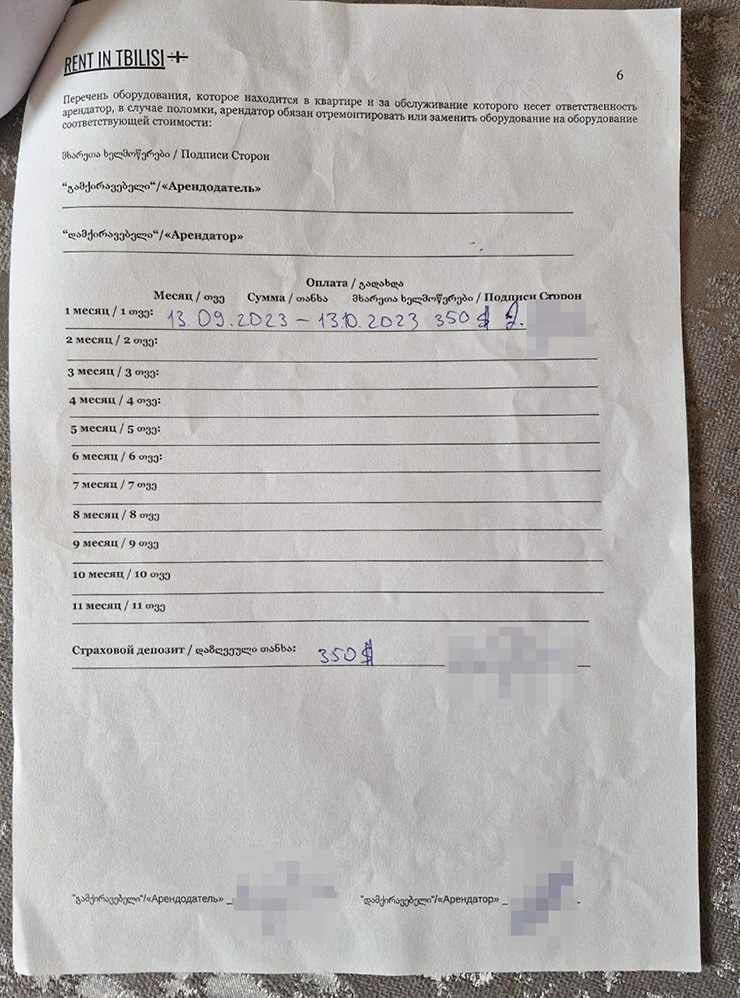 RENT IN TBILISI
6
Перечень оборудования, которое находится в квартире и за обслуживание которого несет ответственность
арендатор, в случае поломки, арендатор обязан отремонтировать или заменить оборудование на оборудование
соответствующей стоимости:
მხარეთა ხელმოწერები / Подписи Сторон
“გამქირავებელი“/«Арендодатель»
“დამქირავებელი“/«Арендатор»
Оплата / გადახდა
Месяц / თვე Сумма / თანხა მხარეთა ხელმოწერები / Подписи Сторон
1 месяц / 1 თვე: 13.09.2023 – 13.10.2023 350 $
2 месяц / 2 თვე:
3 месяц / 3 თვე:
4 месяц / 4 თვე:
5 месяц / 5 თვე:
6 месяц / 6 თვე:
7 месяц / 7 თვე
8 месяц / 8 თვე
9 месяц / 9 თვე
10 месяц / 10 თვე
11 месяц / 11 თვე
Страховой депозит / დაზღვეული თანხა: 350$
"გამქირავებელი"/«Арендодатель» "დამქირავებელი"/«Арендатор»